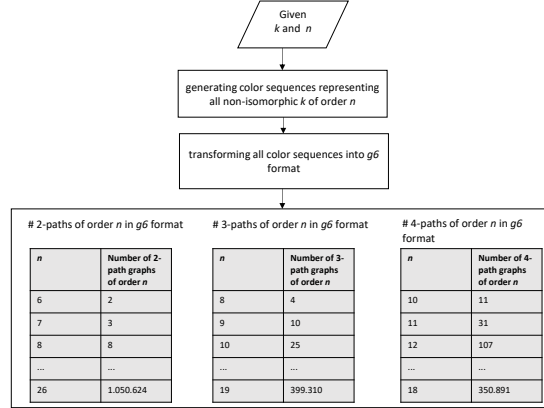 Given
k and n
generating color sequences representing
all non-isomorphic k of order n
transforming all color sequences into g6
format
# 2-paths of order n in g6 format
n Number of 2-
path graphs
of order n
6 2
7 3
8 8
... ...
26 1.050.624
# 3-paths of order n in g6 format
n Number of 3-
path graphs
of order n
8 4
9 10
10 25
... ...
19 399.310
# 4-paths of order n in g6
format
n Number of 4-
path graphs
of order n
10 11
11 31
12 107
... ...
18 350.891